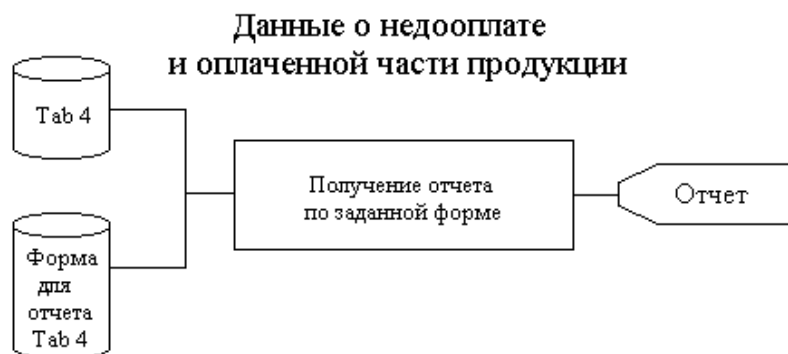 Данные о недооплате
и оплаченной части продукции
Tab 4
Получение отчета
по заданной форме
Отчет
Форма
для
отчета
Tab 4